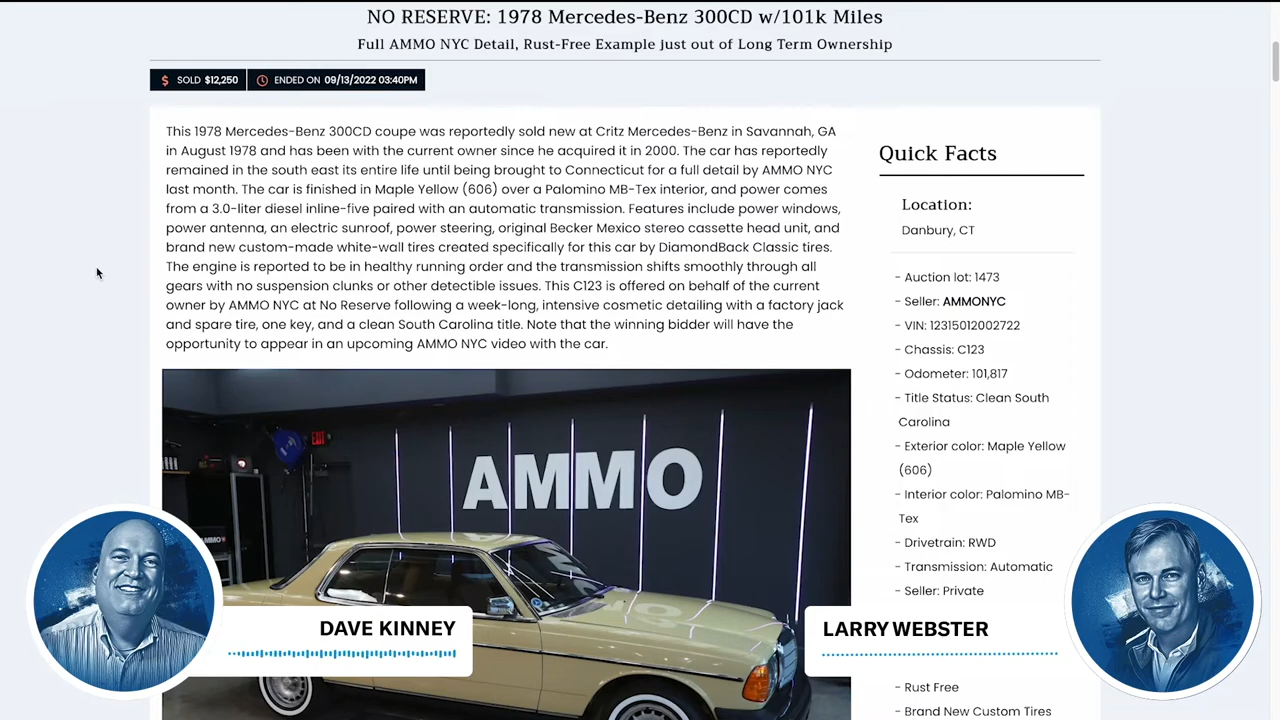 NO RESERVE: 1978 Mercedes-Benz 300CD w/101k Miles
Full AMMO NYC Detail, Rust-Free Example just out of Long Term Ownership
$ SOLD $12,250 ENDED ON 09/13/2022 03:40PM
This 1978 Mercedes-Benz 300CD coupe was reportedly sold new at Critz Mercedes-Benz in Savannah, GA
in August 1978 and has been with the current owner since he acquired it in 2000. The car has reportedly
remained in the south east its entire life until being brought to Connecticut for a full detail by AMMO NYC
last month. The car is finished in Maple Yellow (606) over a Palomino MB-Tex interior, and power comes
from a 3.0-liter diesel inline-five paired with an automatic transmission. Features include power windows,
power antenna, an electric sunroof, power steering, original Becker Mexico stereo cassette head unit, and
brand new custom-made white-wall tires created specifically for this car by DiamondBack Classic tires.
The engine is reported to be in healthy running order and the transmission shifts smoothly through all
gears with no suspension clunks or other detectible issues. This C123 is offered on behalf of the current
owner by AMMO NYC at No Reserve following a week-long, intensive cosmetic detailing with a factory jack
and spare tire, one key, and a clean South Carolina title. Note that the winning bidder will have the
opportunity to appear in an upcoming AMMO NYC video with the car.
Quick Facts
Location:
Danbury, CT
- Auction lot: 1473
- Seller: AMMONYC
- VIN: 12315012002722
- Chassis: C123
- Odometer: 101,817
- Title Status: Clean South
Carolina
- Exterior color: Maple Yellow
(606)
- Interior color: Palomino MB-
Tex
- Drivetrain: RWD
- Transmission: Automatic
- Seller: Private
- Rust Free
- Brand New Custom Tires
EXIT
AMMO
AMMO
DAVE KINNEY
LARRY WEBSTER